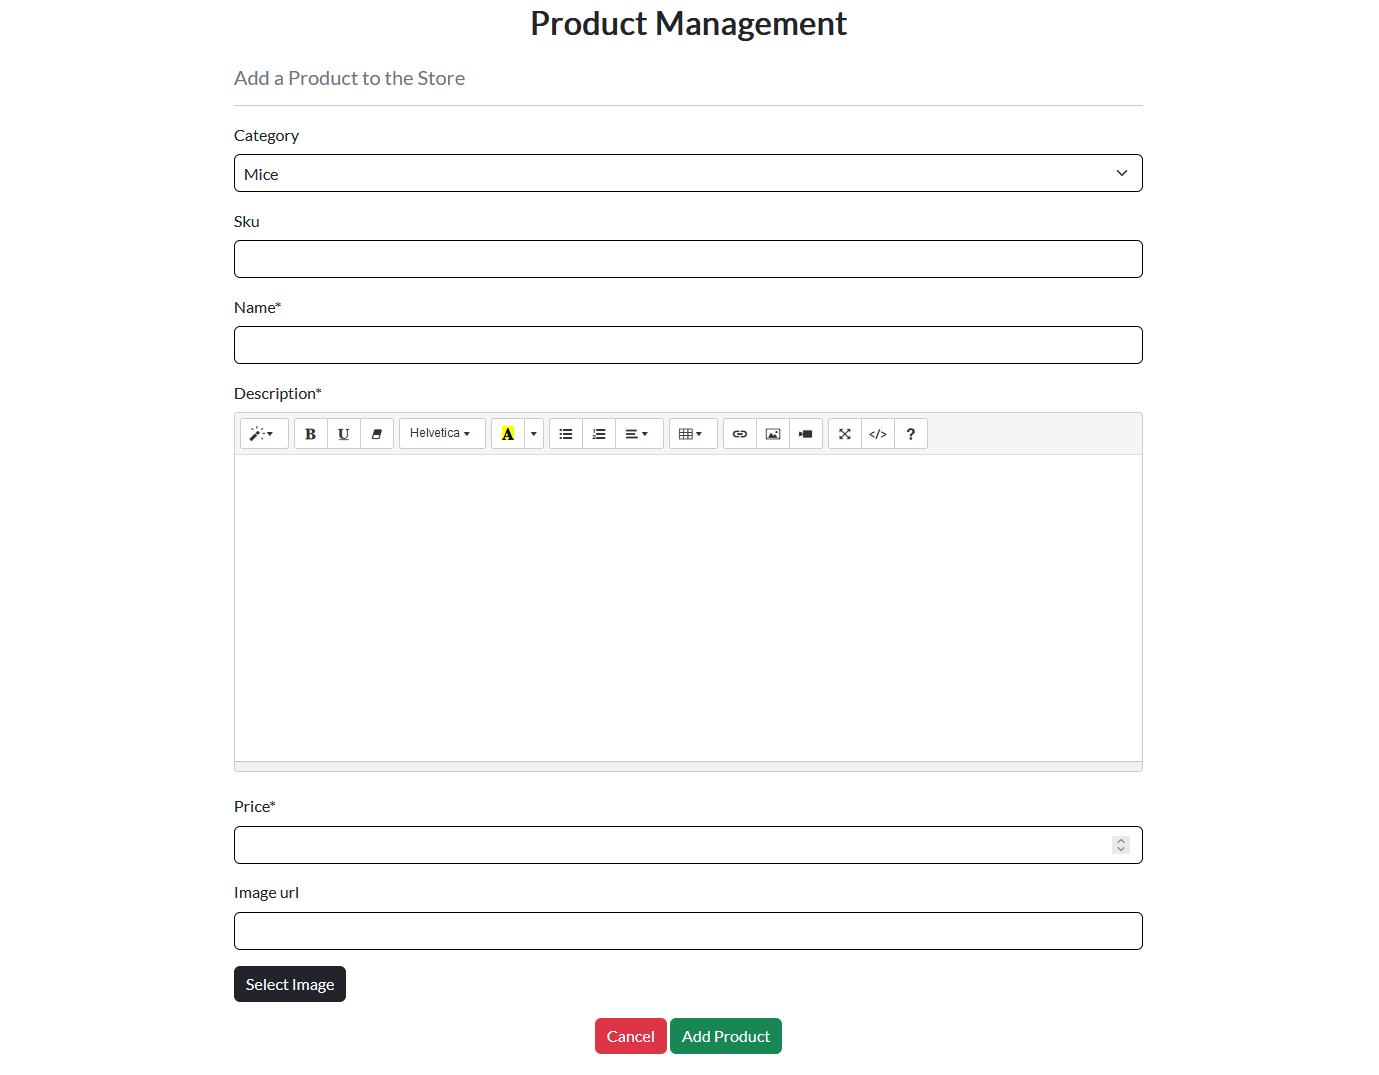 Product Management
Add a Product to the Store
Category
Mice
Sku
Name*
Description*
B U Helvetica A </> ?
Price*
Image url
Select Image
Cancel Add Product